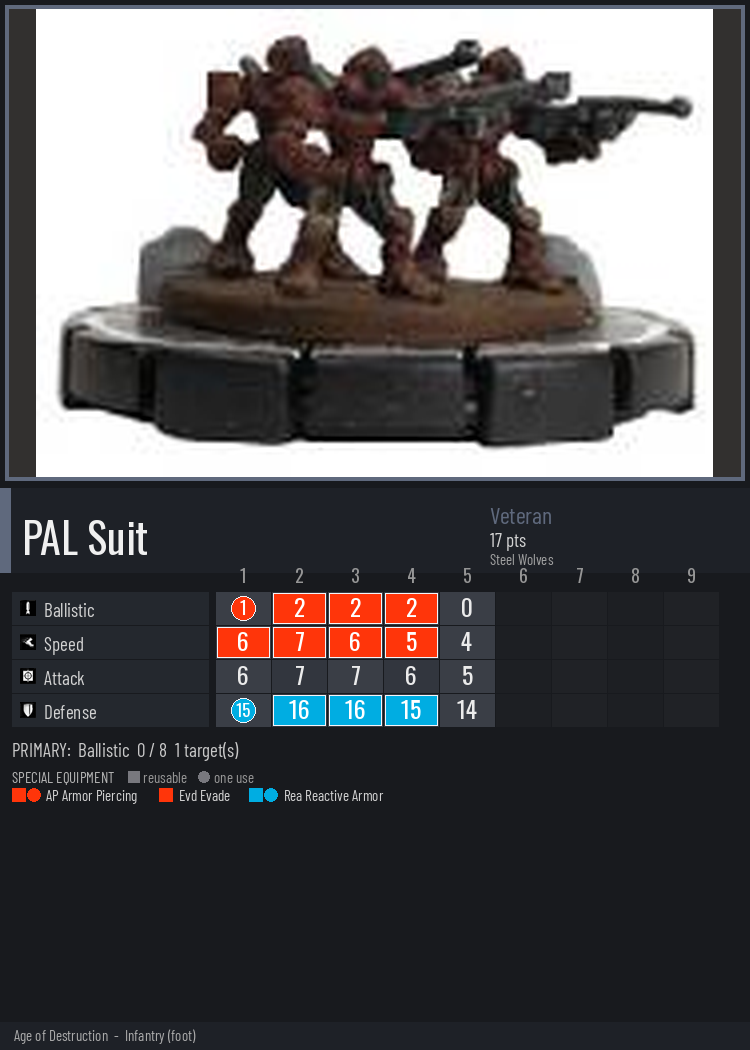 PAL Suit
Veteran
17 pts
Steel Wolves
1 2 3 4 5 6 7 8 9
Ballistic 1 2 2 2 0
Speed 6 7 6 5 4
Attack 6 7 7 6 5
Defense 15 16 16 15 14
PRIMARY: Ballistic 0 / 8 1 target(s)
SPECIAL EQUIPMENT reusable one use
AP Armor Piercing Evd Evade Rea Reactive Armor
Age of Destruction - Infantry (foot)